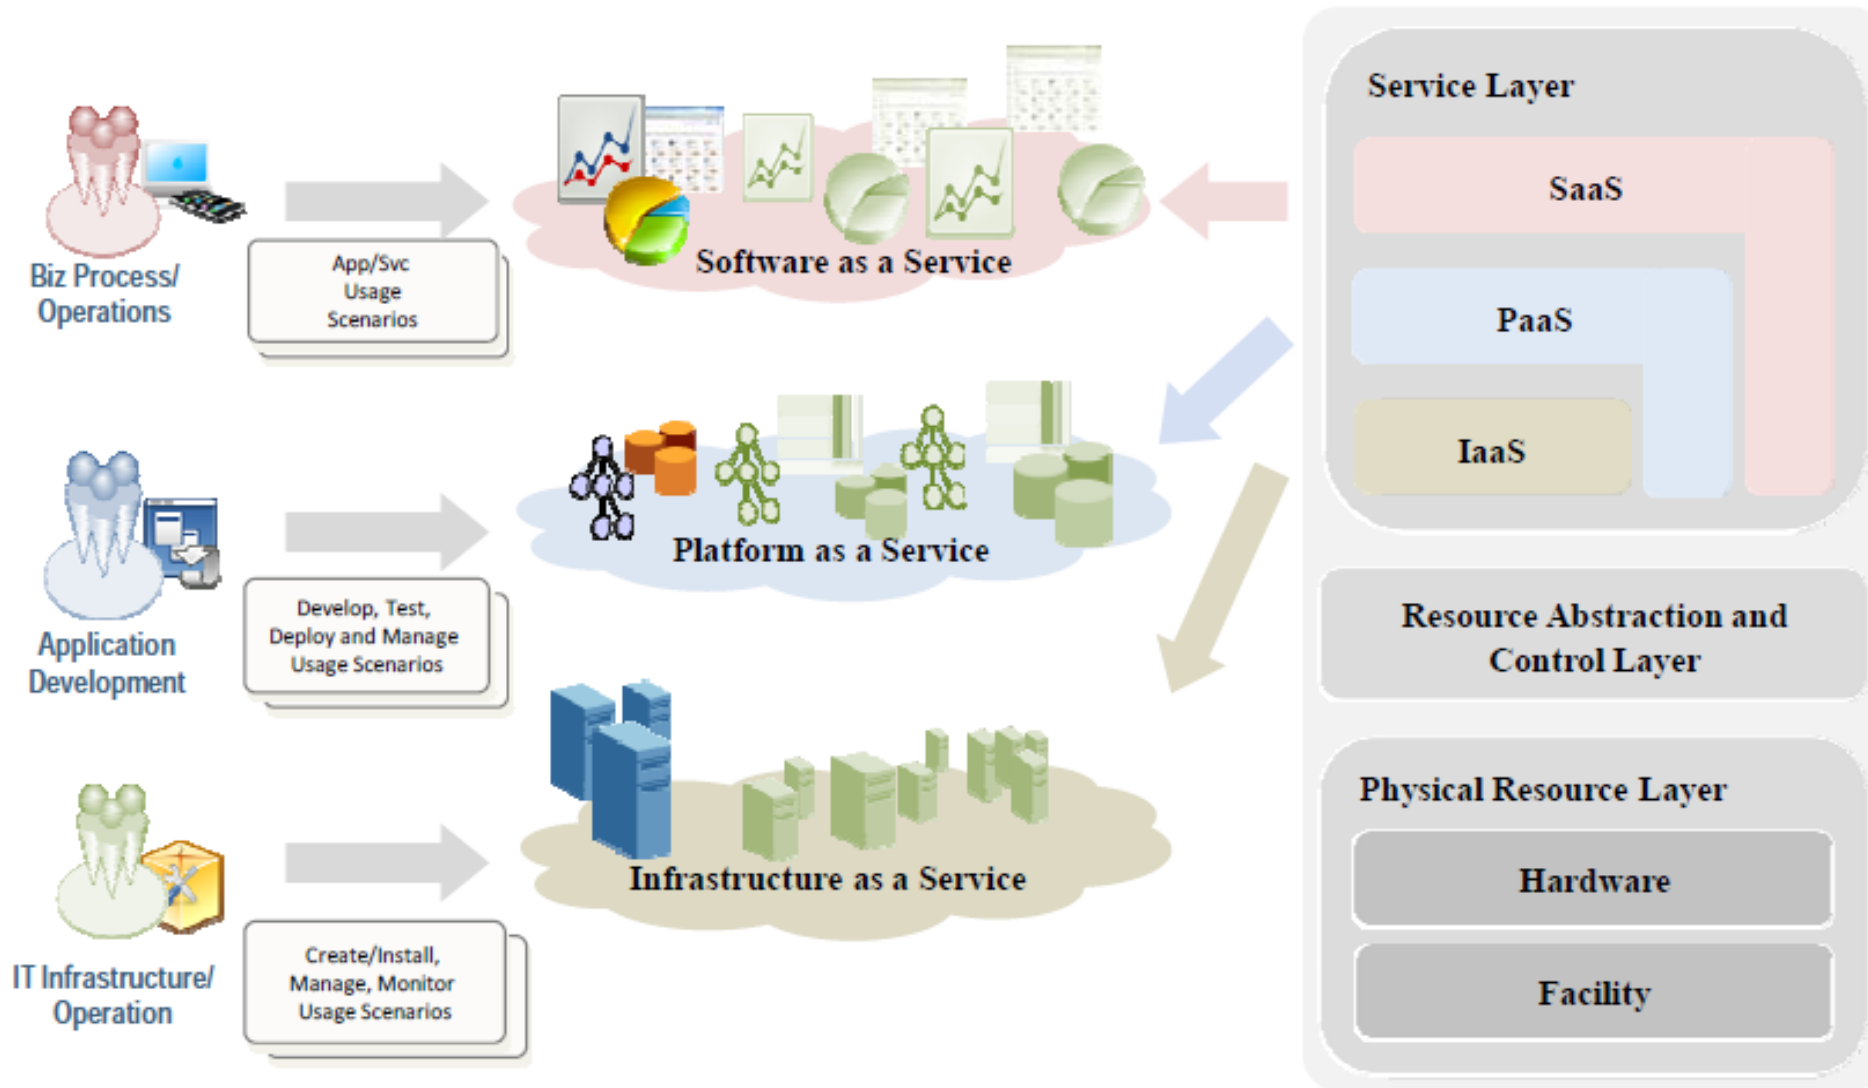 Biz Process/
Operations
App/Svc
Usage
Scenarios
Software as a Service
Application
Development
Develop, Test,
Deploy and Manage
Usage Scenarios
Platform as a Service
IT Infrastructure/
Operation
Create/Install,
Manage, Monitor
Usage Scenarios
Infrastructure as a Service
Service Layer
SaaS
PaaS
IaaS
Resource Abstraction and
Control Layer
Physical Resource Layer
Hardware
Facility